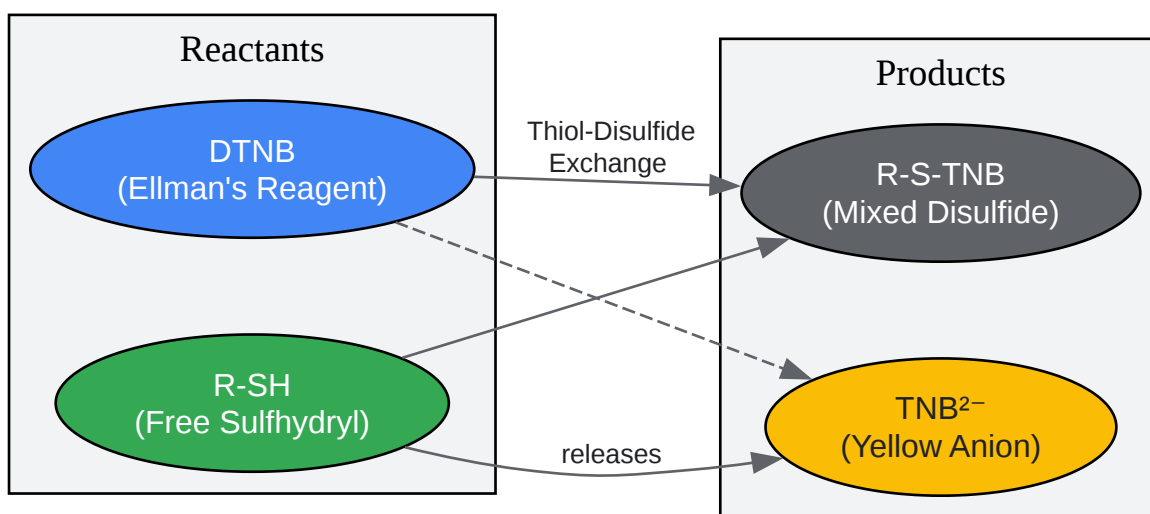 Reactants
DTNB
(Ellman's Reagent)
R-SH
(Free Sulfhydryl)
Thiol-Disulfide
Exchange
releases
Products
R-S-TNB
(Mixed Disulfide)
TNB²⁻
(Yellow Anion)